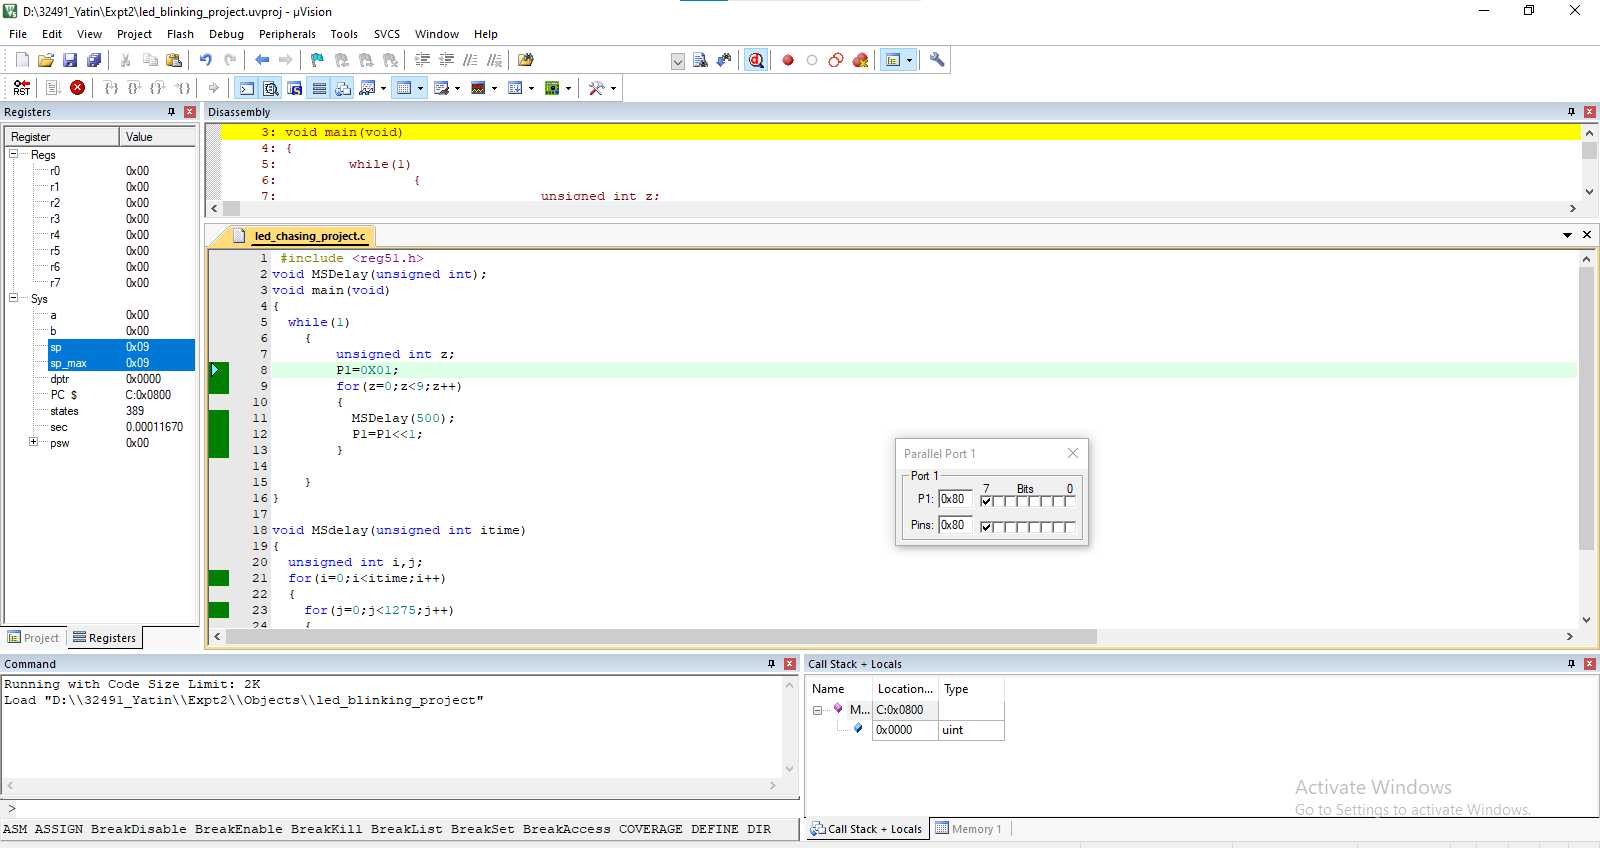 D:\32491_Yatin\Expt2\led_blinking_project.uvproj - µVision
File Edit View Project Flash Debug Peripherals Tools SVCS Window Help
RST
Registers
Register Value
Regs
r0 0x00
r1 0x00
r2 0x00
r3 0x00
r4 0x00
r5 0x00
r6 0x00
r7 0x00
Sys
a 0x00
b 0x00
sp 0x09
sp_max 0x09
dptr 0x0000
PC $ C:0x0800
states 389
sec 0.00011670
psw 0x00
Project Registers
Disassembly
3: void main(void)
4: {
5: while(1)
6: {
7: unsigned int z;
led_chasing_project.c
1 #include <reg51.h>
2 void MSDelay(unsigned int);
3 void main(void)
4 {
5 while(1)
6 {
7 unsigned int z;
8 P1=0X01;
9 for(z=0;z<9;z++)
10 {
11 MSDelay(500);
12 P1=P1<<1;
13 }
14
15 }
16 }
17
18 void MSdelay(unsigned int itime)
19 {
20 unsigned int i,j;
21 for(i=0;i<itime;i++)
22 {
23 for(j=0;j<1275;j++)
24 {
Parallel Port 1
Port 1
7 Bits 0
P1: 0x80
Pins: 0x80
Command
Running with Code Size Limit: 2K
Load "D:\\32491_Yatin\\Expt2\\Objects\\led_blinking_project"
>
ASM ASSIGN BreakDisable BreakEnable BreakKill BreakList BreakSet BreakAccess COVERAGE DEFINE DIR
Call Stack + Locals
Name Location... Type
M... C:0x0800
0x0000 uint
Call Stack + Locals Memory 1
Activate Windows
Go to Settings to activate Windows.